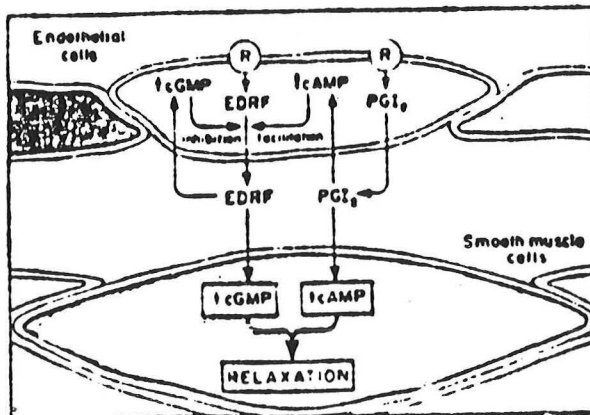 Endothelial
cells
R R
↑cGMP ↑cAMP
EDRF PGI₂
inhibition facilitation
EDRF PGI₂
Smooth muscle
cells
↑cGMP ↑cAMP
RELAXATION